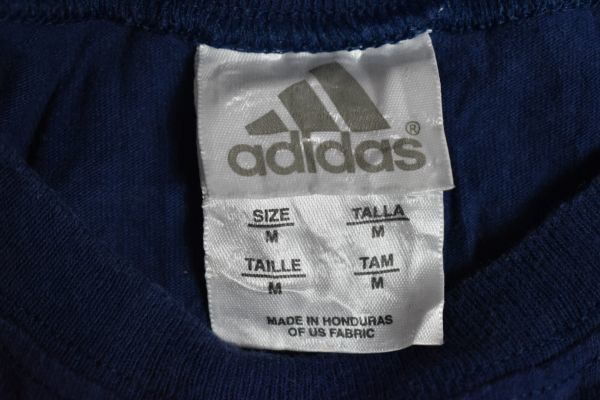 adidas®
SIZE TALLA
M M
TAILLE TAM
M M
MADE IN HONDURAS
OF US FABRIC